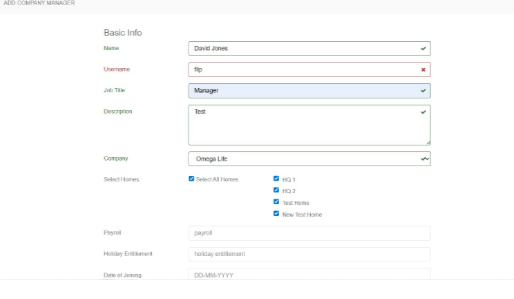 ADD COMPANY MANAGER
Basic Info
Name David Jones
Username flip
Job Title Manager
Description Test
Company Omega Life
Select Homes Select All Homes HQ 1
HQ 2
Test Home
New Test Home
Payroll payroll
Holiday Entitlement holiday entitlement
Date of Joining DD-MM-YYYY